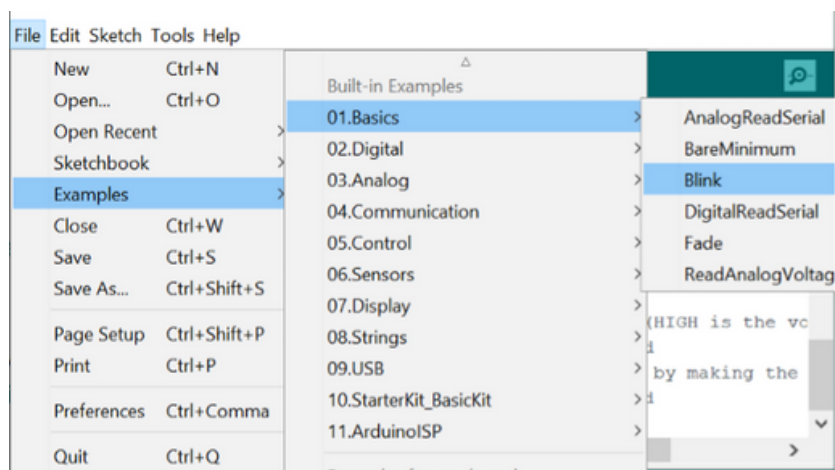 File Edit Sketch Tools Help
New Ctrl+N
Open... Ctrl+O
Open Recent
Sketchbook
Examples
Close Ctrl+W
Save Ctrl+S
Save As... Ctrl+Shift+S
Page Setup Ctrl+Shift+P
Print Ctrl+P
Preferences Ctrl+Comma
Quit Ctrl+Q
Built-in Examples
01.Basics
02.Digital
03.Analog
04.Communication
05.Control
06.Sensors
07.Display
08.Strings
09.USB
10.StarterKit_BasicKit
11.ArduinoISP
AnalogReadSerial
BareMinimum
Blink
DigitalReadSerial
Fade
ReadAnalogVoltag
(HIGH is the vo
by making the